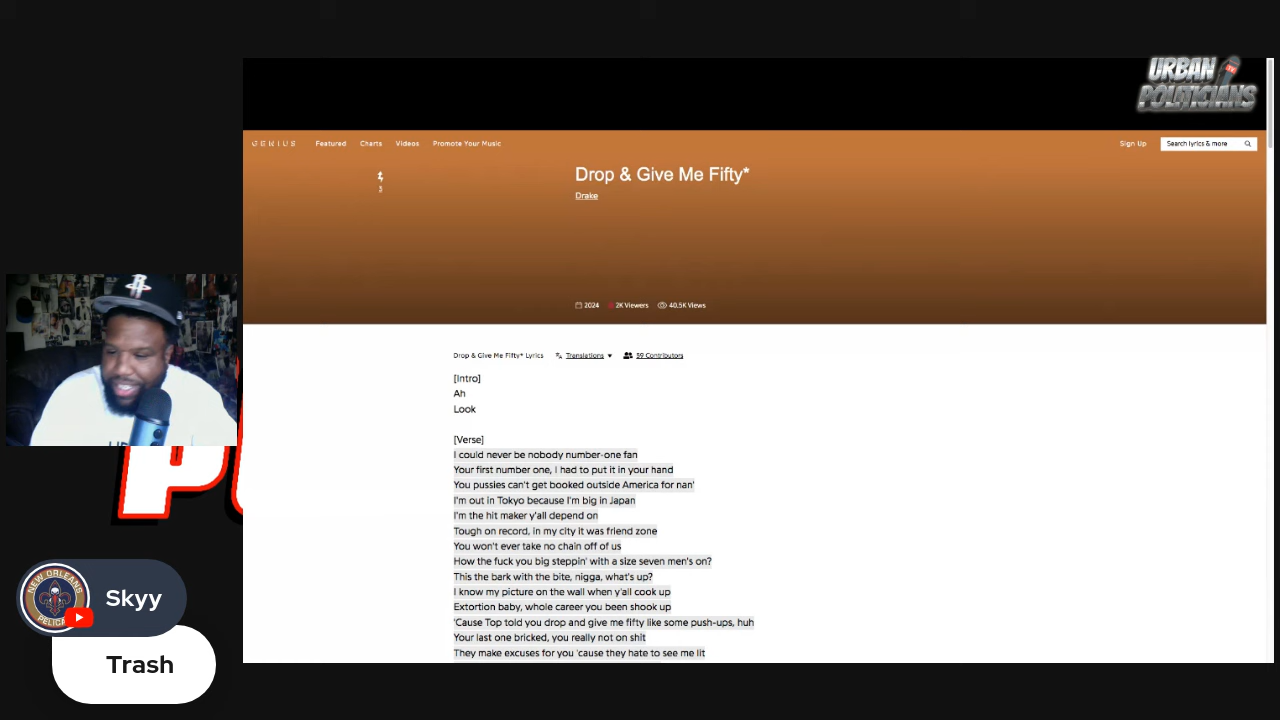 URBAN
POLITICIANS
GENIUS
Featured
Charts
Videos
Promote Your Music
Sign Up
Search lyrics & more
3
Drop & Give Me Fifty*
Drake
2024
2K Viewers
40.5K Views
Drop & Give Me Fifty* Lyrics
Translations
59 Contributors
[Intro]
Ah
Look
[Verse]
I could never be nobody number-one fan
Your first number one, I had to put it in your hand
You pussies can't get booked outside America for nan'
I'm out in Tokyo because I'm big in Japan
I'm the hit maker y'all depend on
Tough on record, in my city it was friend zone
You won't ever take no chain off of us
How the fuck you big steppin' with a size seven men's on?
This the bark with the bite, nigga, what's up?
I know my picture on the wall when y'all cook up
Extortion baby, whole career you been shook up
'Cause Top told you drop and give me fifty like some push-ups, huh
Your last one bricked, you really not on shit
They make excuses for you 'cause they hate to see me lit
NEW ORLEANS
PELICANS
Skyy
Trash